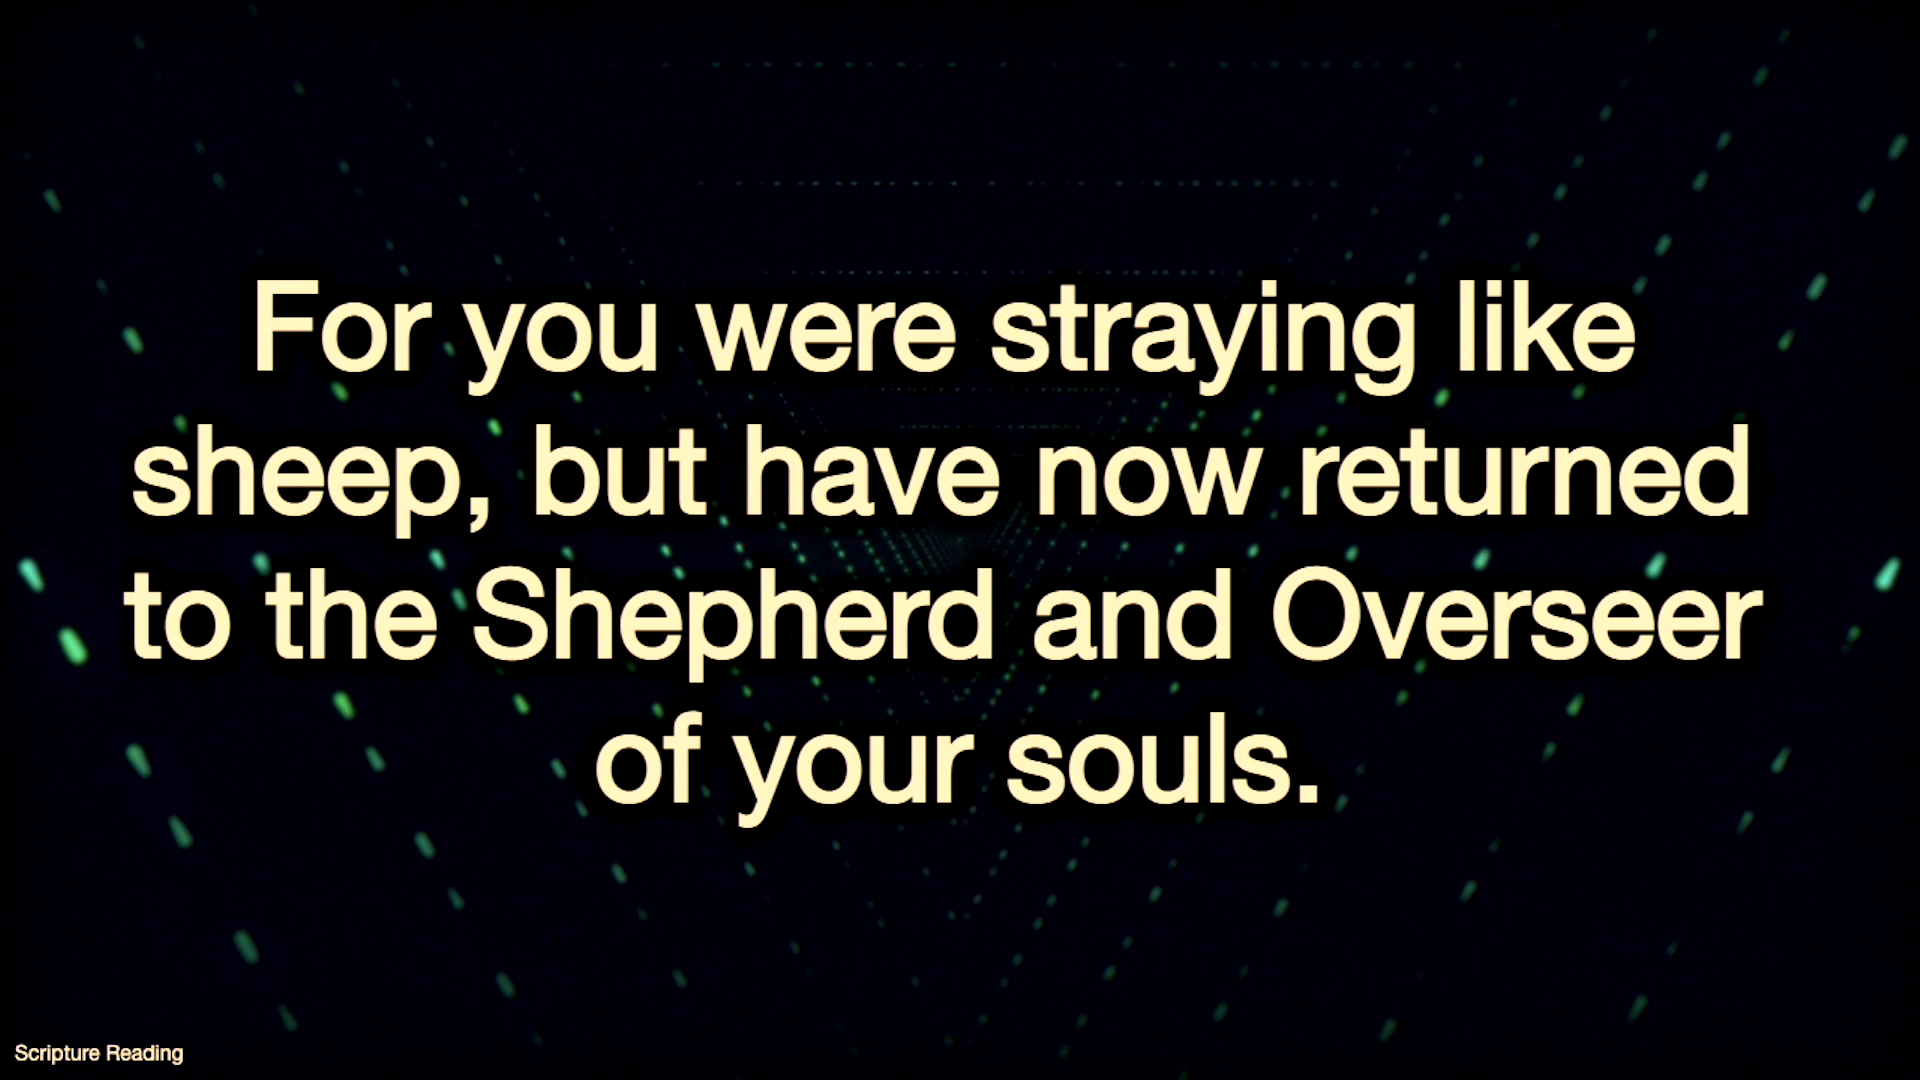 For you were straying like
sheep, but have now returned
to the Shepherd and Overseer
of your souls.
Scripture Reading